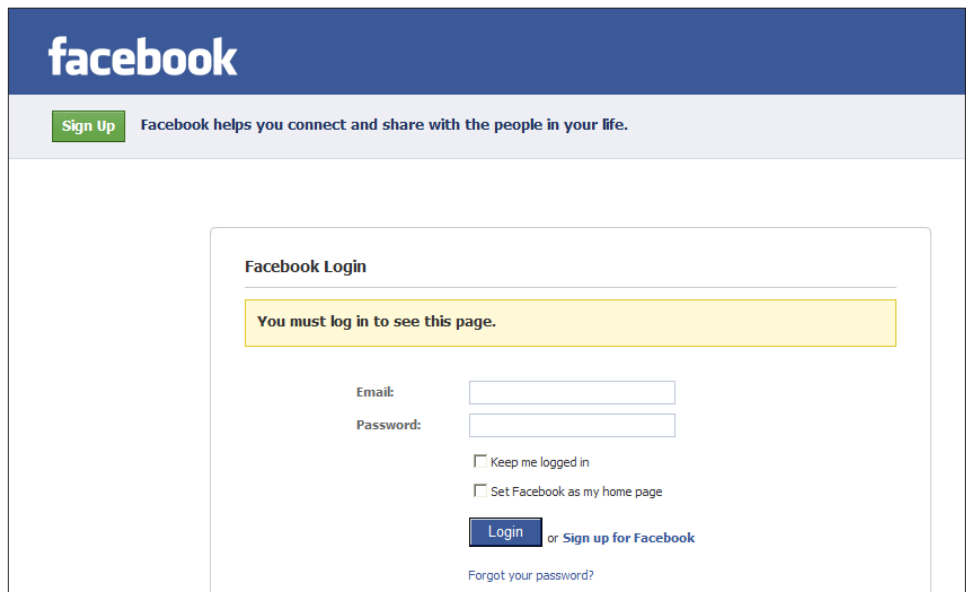 facebook
Sign Up Facebook helps you connect and share with the people in your life.
Facebook Login
You must log in to see this page.
Email:
Password:
Keep me logged in
Set Facebook as my home page
Login or Sign up for Facebook
Forgot your password?